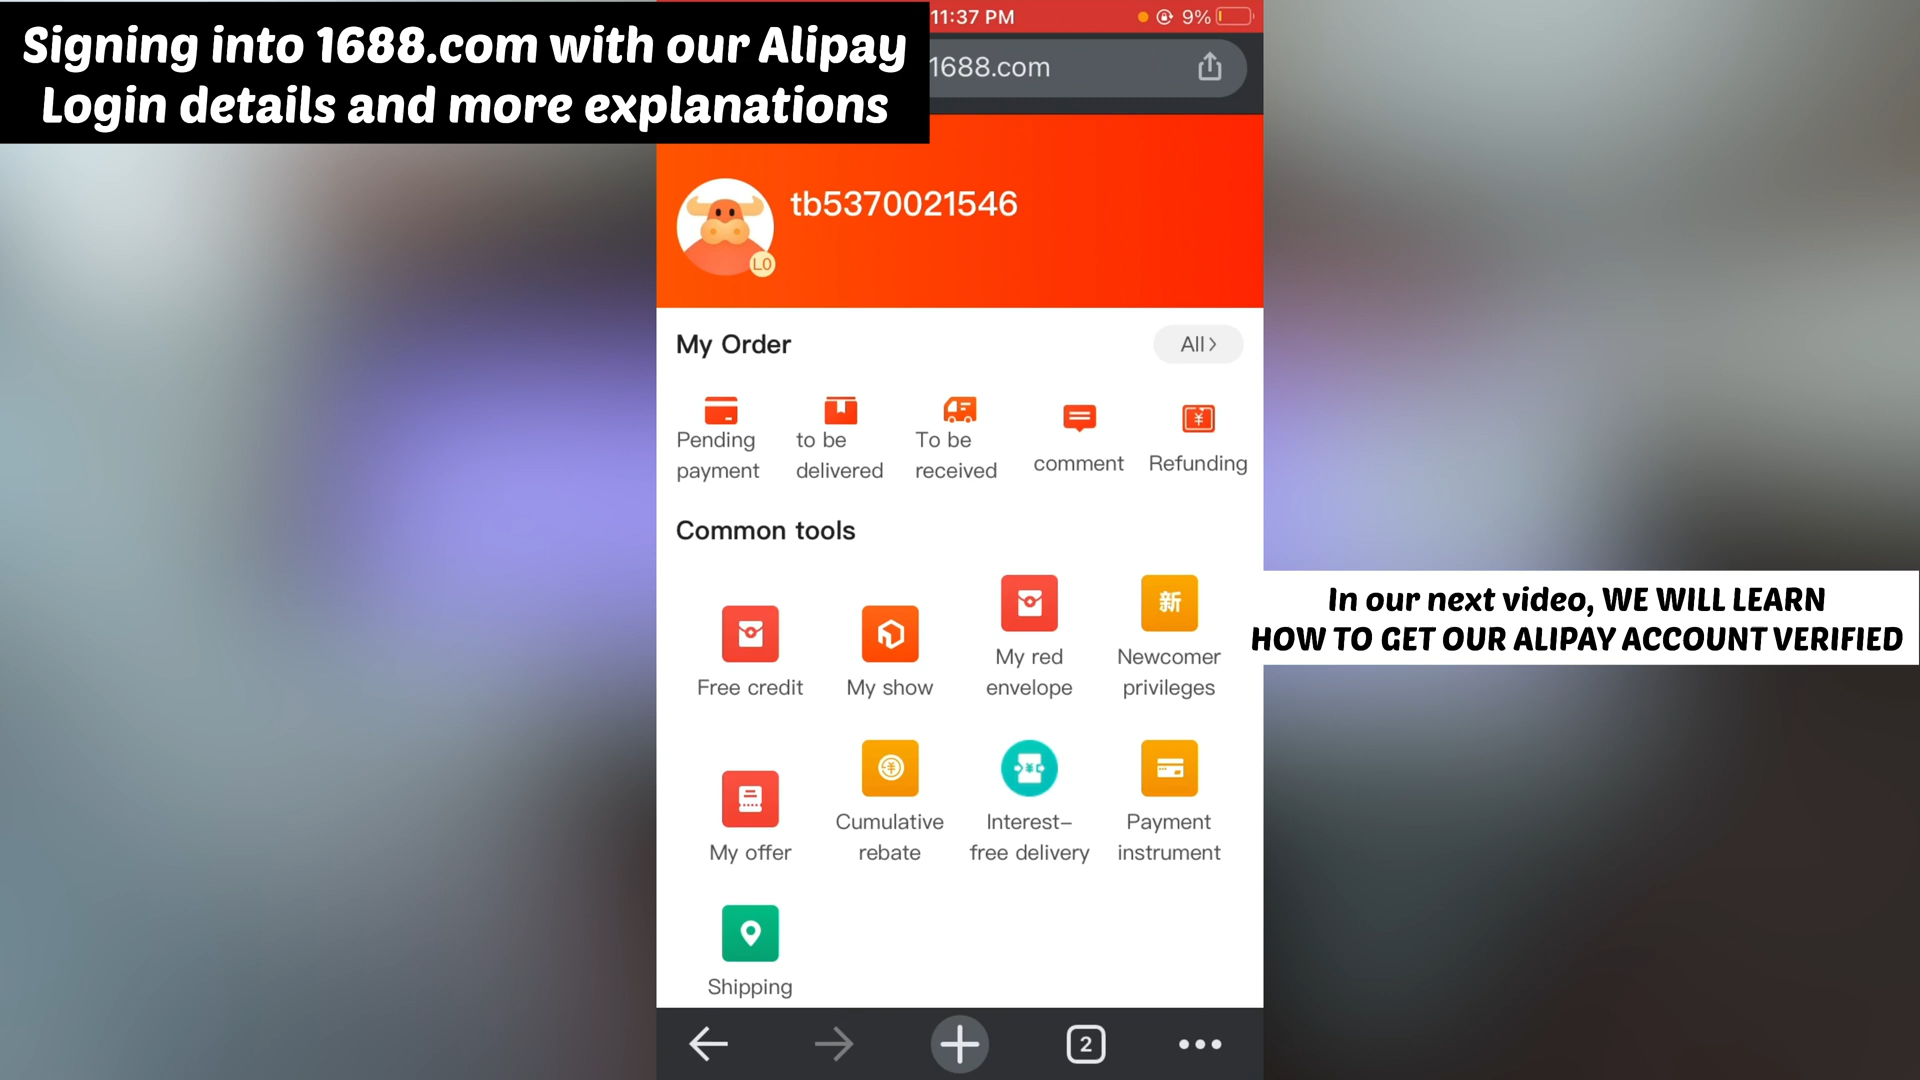 Signing into 1688.com with our Alipay
Login details and more explanations
11:37 PM
9%
1688.com
tb5370021546
L0
My Order
All >
Pending payment
to be delivered
To be received
comment
Refunding
Common tools
Free credit
My show
My red envelope
新
Newcomer privileges
In our next video, WE WILL LEARN
HOW TO GET OUR ALIPAY ACCOUNT VERIFIED
My offer
Cumulative rebate
Interest-free delivery
Payment instrument
Shipping
2